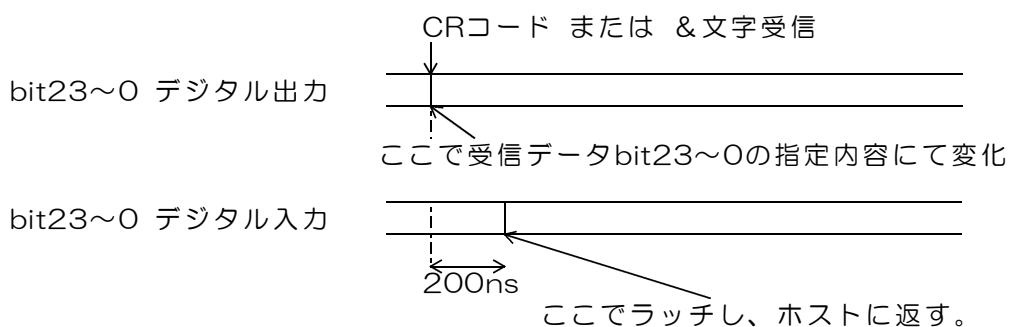 CRコード または &文字受信
bit23～0 デジタル出力
ここで受信データbit23～0の指定内容にて変化
bit23～0 デジタル入力
200ns
ここでラッチし、ホストに返す。